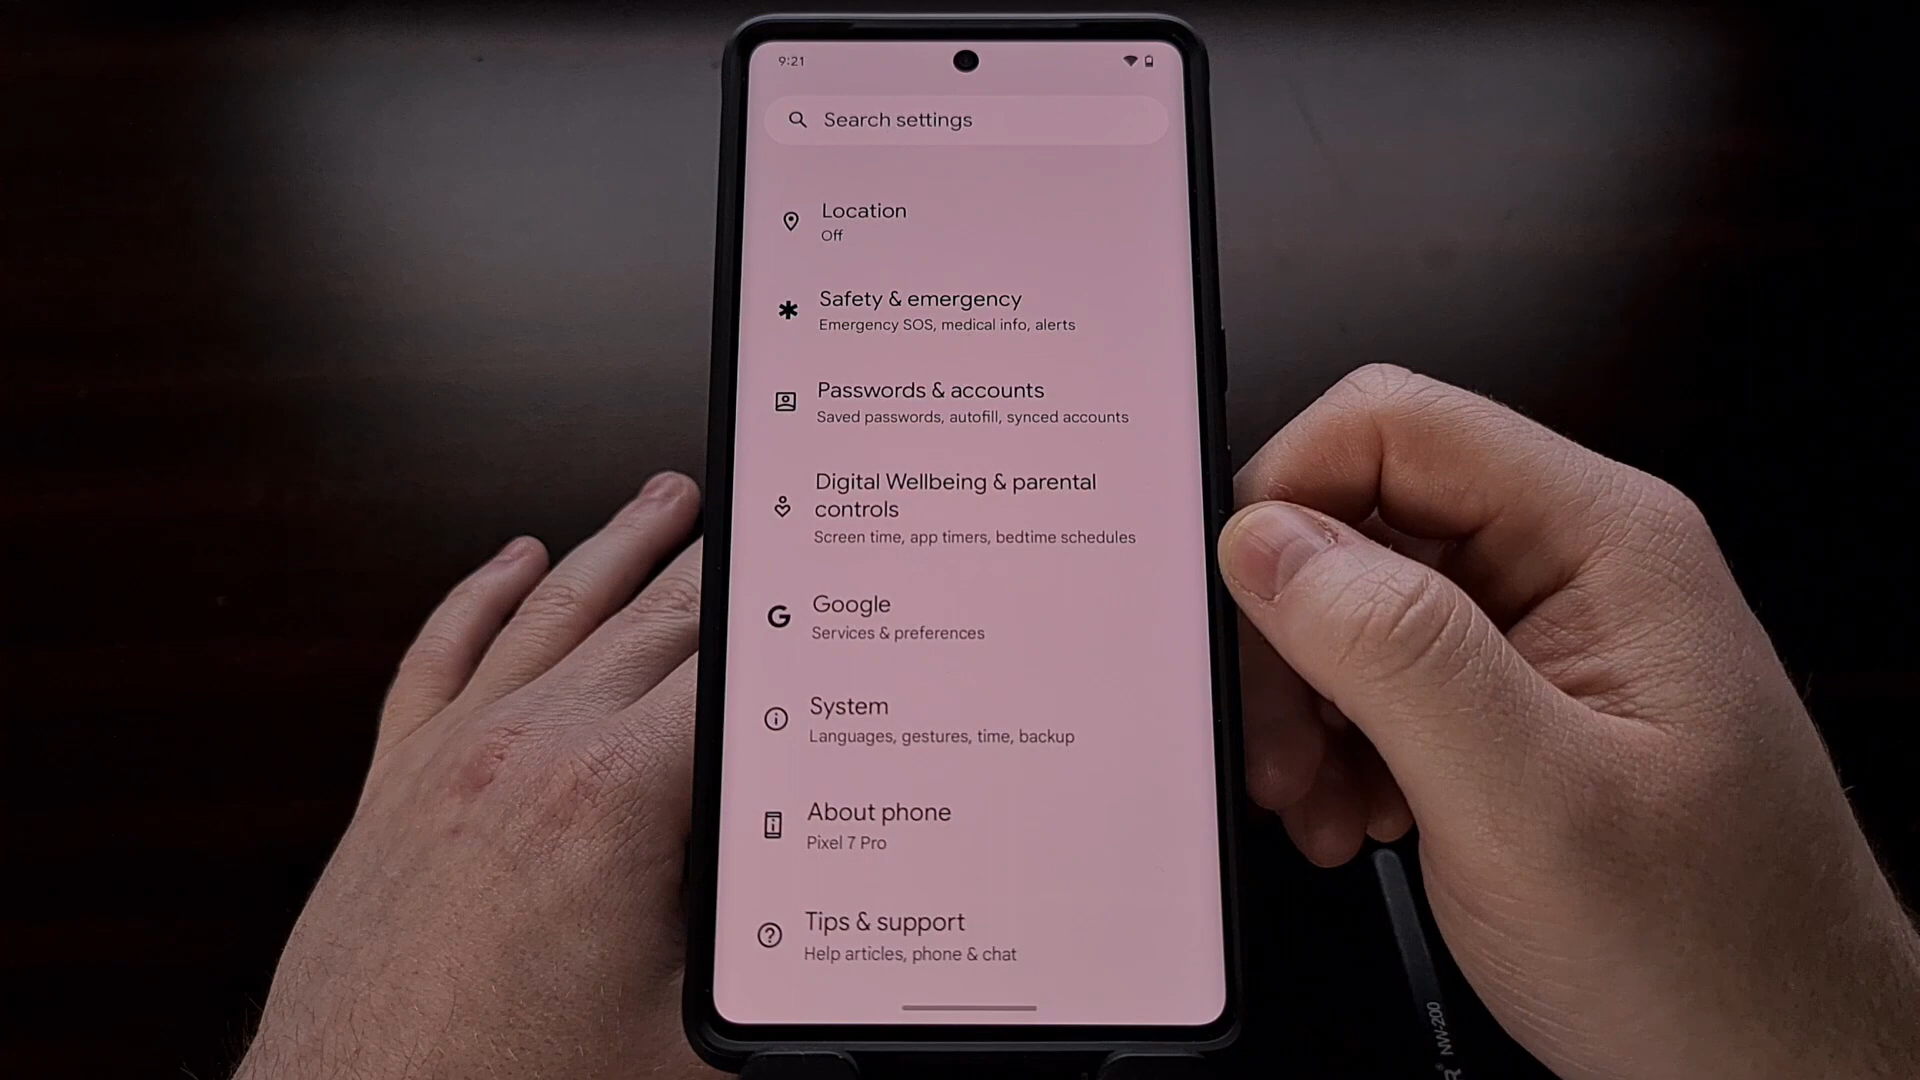 9:21
Search settings
Location
Off
Safety & emergency
Emergency SOS, medical info, alerts
Passwords & accounts
Saved passwords, autofill, synced accounts
Digital Wellbeing & parental
controls
Screen time, app timers, bedtime schedules
G
Google
Services & preferences
System
Languages, gestures, time, backup
About phone
Pixel 7 Pro
Tips & support
Help articles, phone & chat
NW-200